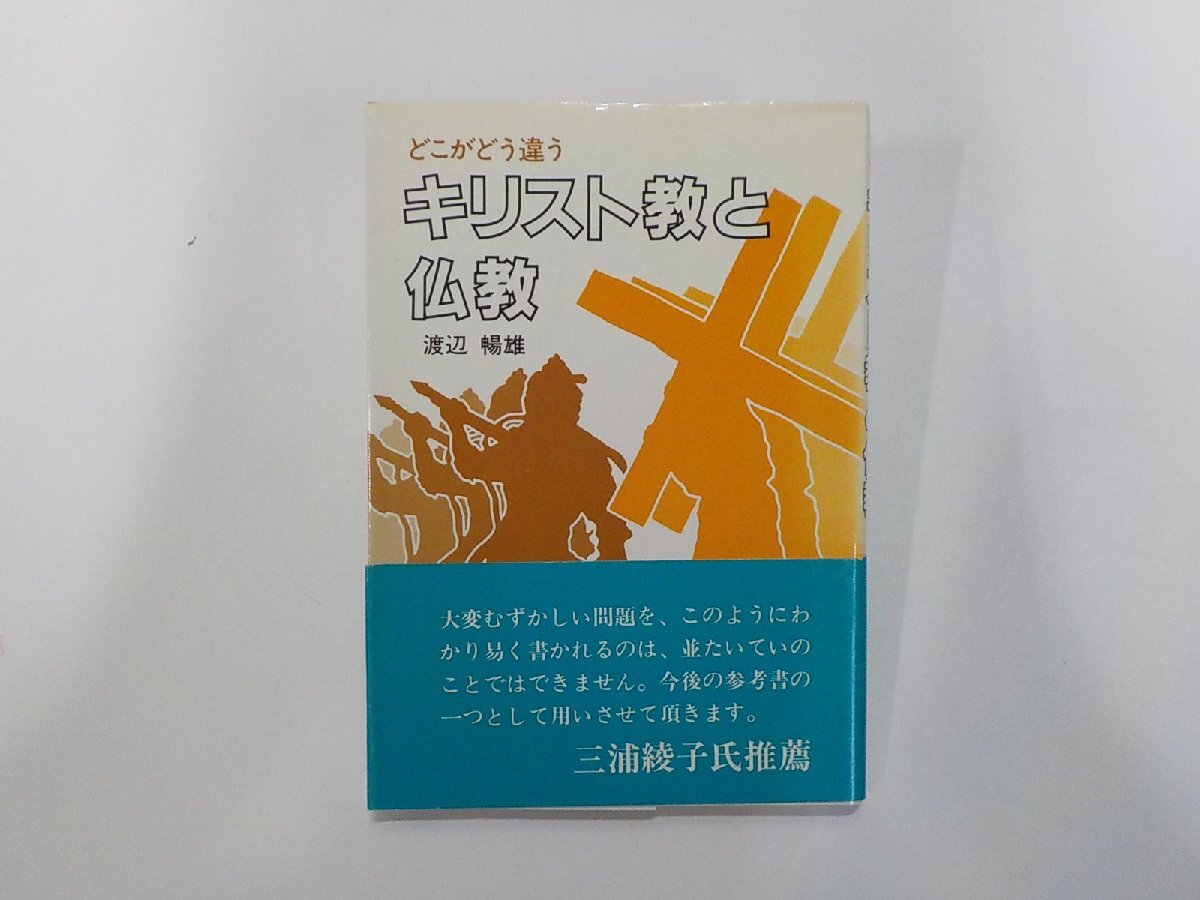 どこがどう違う
キリスト教と
仏教
渡辺 暢雄
大変むずかしい問題を、このようにわ
かり易く書かれるのは、並たいていの
ことではできません。今後の参考書の
一つとして用いさせて頂きます。
三浦綾子氏推薦